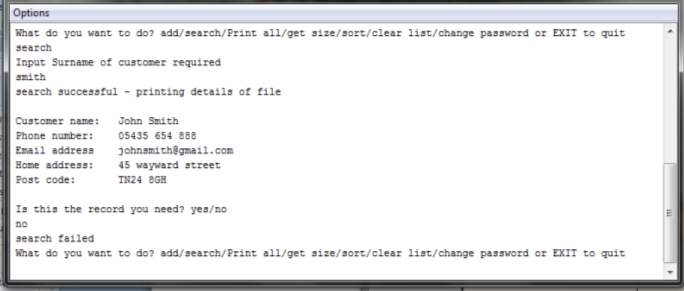 Options
What do you want to do? add/search/Print all/get size/sort/clear list/change password or EXIT to quit
search
Input Surname of customer required
smith
search successful - printing details of file
Customer name: John Smith
Phone number: 05435 654 888
Email address johnsmith@gmail.com
Home address: 45 wayward street
Post code: TN24 8GH
Is this the record you need? yes/no
no
search failed
What do you want to do? add/search/Print all/get size/sort/clear list/change password or EXIT to quit